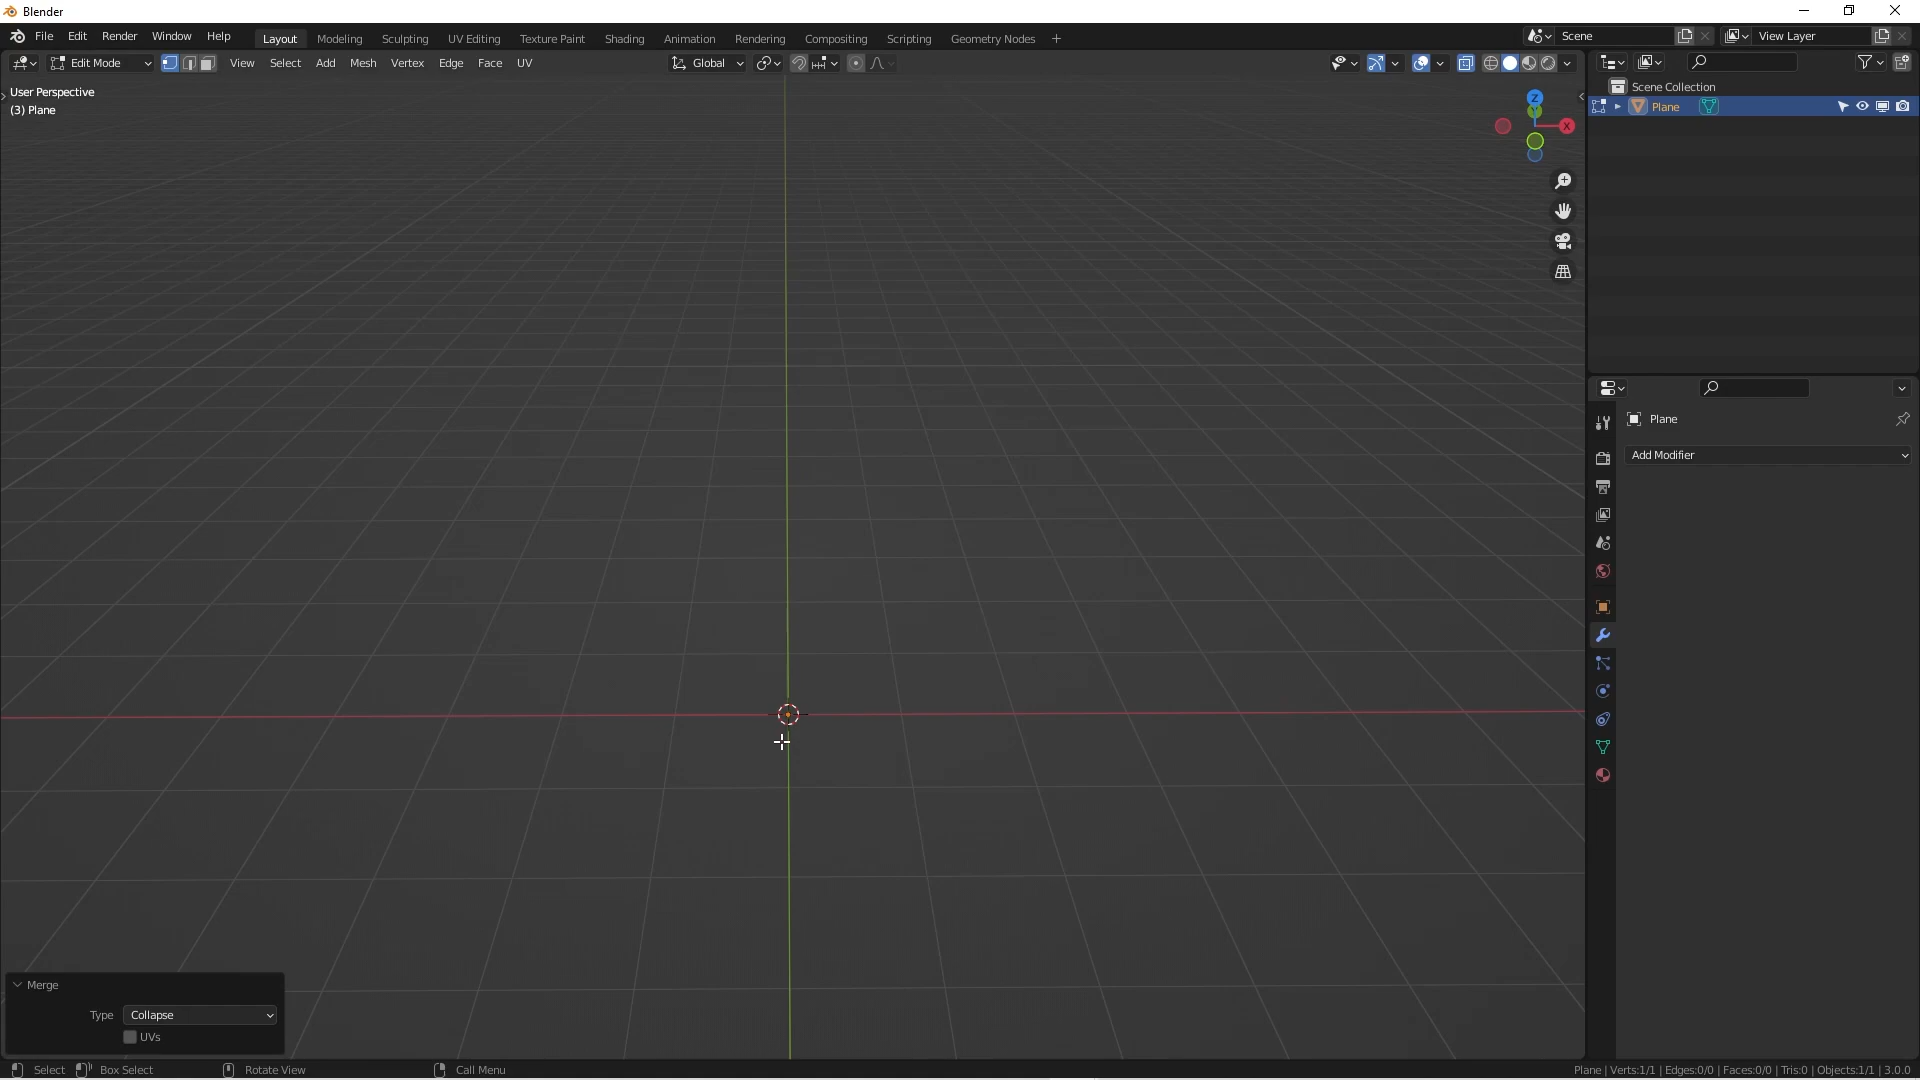 Blender
File Edit Render Window Help Layout Modeling Sculpting UV Editing Texture Paint Shading Animation Rendering Compositing Scripting Geometry Nodes + Scene View Layer
Edit Mode View Select Add Mesh Vertex Edge Face UV Global
User Perspective
(3) Plane
Z
X
Scene Collection
Plane
Plane
Add Modifier
Merge
Type Collapse
UVs
Select Box Select Rotate View Call Menu Plane | Verts:1/1 | Edges:0/0 | Faces:0/0 | Tris:0 | Objects:1/1 | 3.0.0